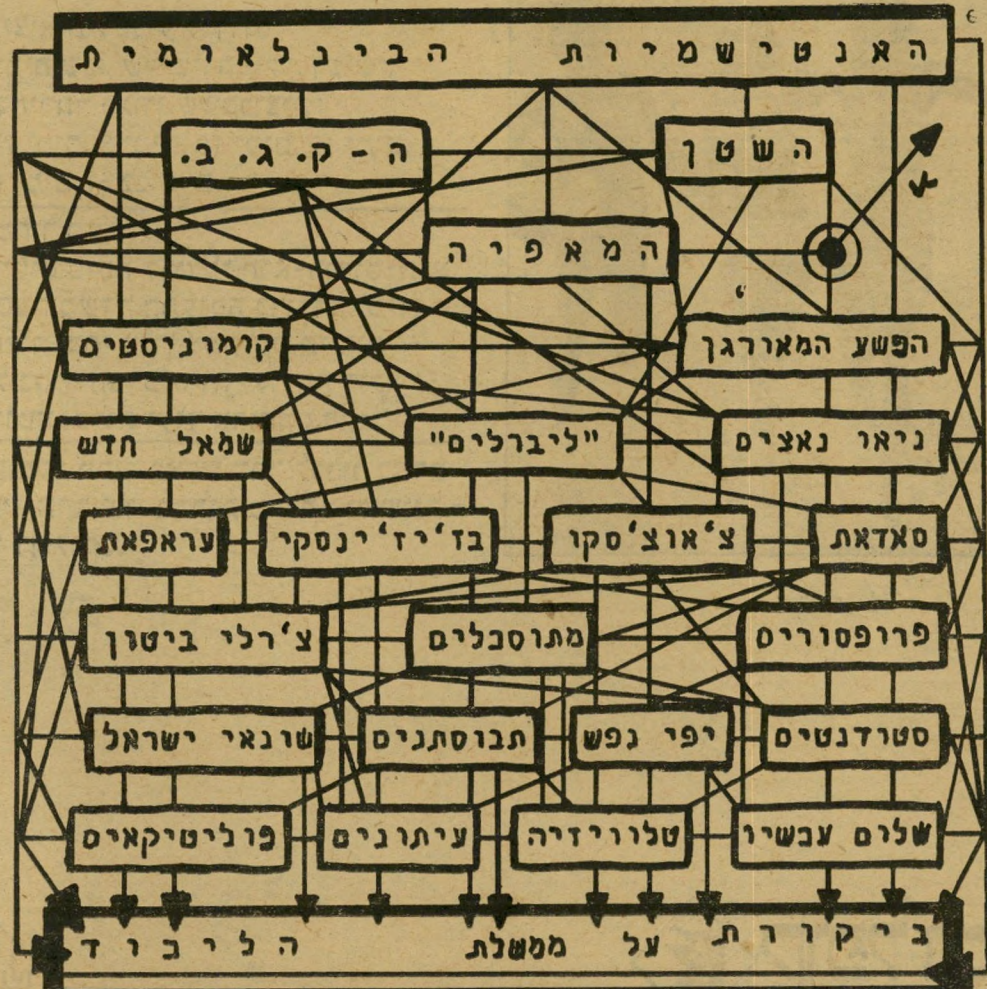 האנטישמיות הבינלאומית
השטן
ה-ק.ג.ב.
המאפיה
הפשע המאורגן
קומוניסטים
ניאו נאצים
"ליברלים"
שמאל חדש
סאדאת
צ'אוצ'סקו
בז'יז'ינסקי
עראפאת
פרופסורים
מתוסכלים
צ'רלי ביטון
סטודנטים
יפי נפש
תבוסתנים
שונאי ישראל
שלום עכשיו
טלוויזיה
עיתונים
פוליטיקאים
ביקורת על ממשלת הליכוד